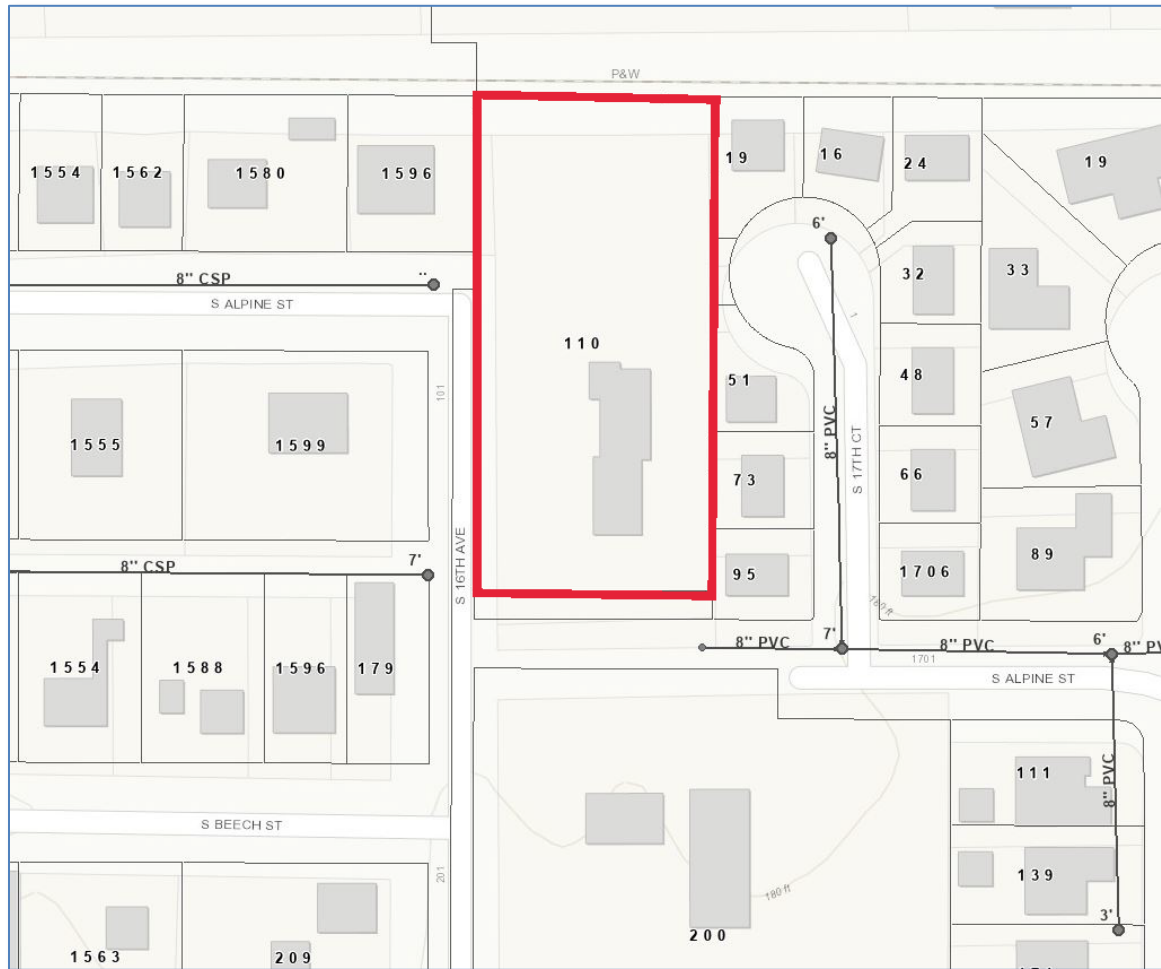 P&W
1554
1562
1580
1596
19
16
24
19
6'
8" CSP
..
S ALPINE ST
32
33
1
110
101
51
48
57
1555
1599
8" PVC
S 17TH CT
73
66
S 16TH AVE
8" CSP
7'
95
1706
89
180 ft
1554
1588
1596
179
8" PVC
7'
8" PVC
6'
8" PV
1701
S ALPINE ST
111
8" PVC
S BEECH ST
201
139
180 ft
3'
200
1563
209